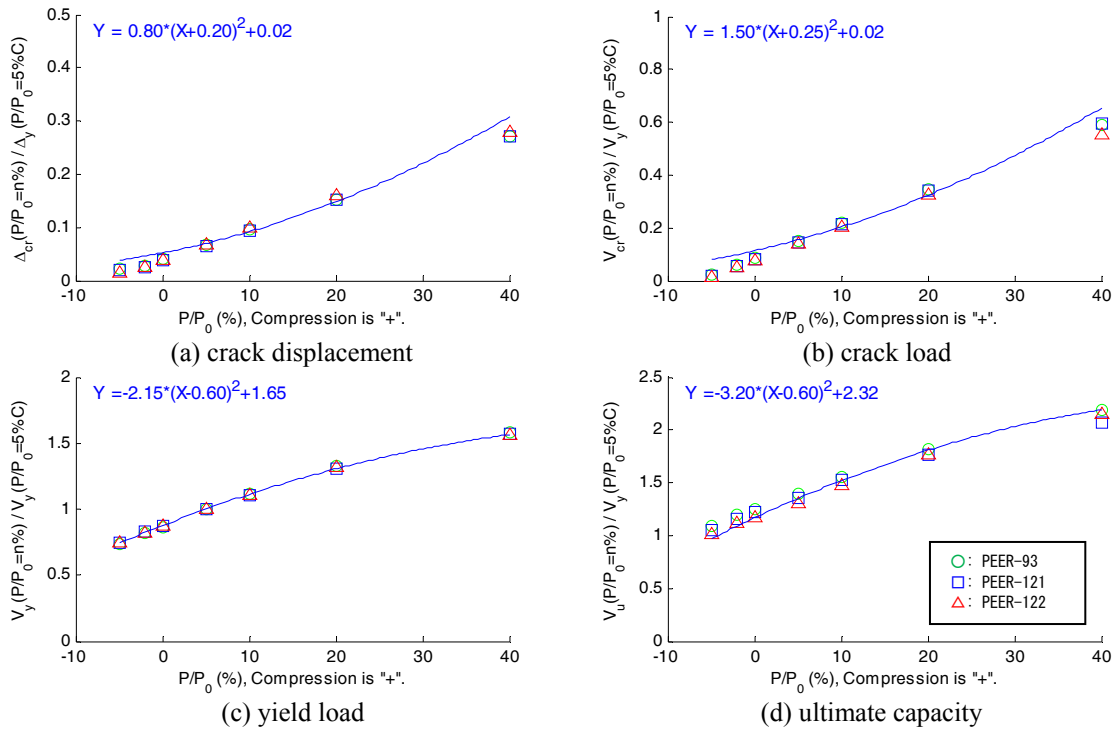 Y = 0.80*(X+0.20)²+0.02
0.5
0.4
0.3
0.2
0.1
0
Δcr(P/P0=n%) / Δy(P/P0=5%C)
-10 0 10 20 30 40
P/P0 (%), Compression is "+".
(a) crack displacement
Y = 1.50*(X+0.25)²+0.02
1
0.8
0.6
0.4
0.2
0
Vcr(P/P0=n%) / Vy(P/P0=5%C)
-10 0 10 20 30 40
P/P0 (%), Compression is "+".
(b) crack load
Y =-2.15*(X-0.60)²+1.65
2
1.5
1
0.5
0
Vy(P/P0=n%) / Vy(P/P0=5%C)
-10 0 10 20 30 40
P/P0 (%), Compression is "+".
(c) yield load
Y =-3.20*(X-0.60)²+2.32
2.5
2
1.5
1
0.5
0
Vu(P/P0=n%) / Vy(P/P0=5%C)
: PEER-93
: PEER-121
: PEER-122
-10 0 10 20 30 40
P/P0 (%), Compression is "+".
(d) ultimate capacity